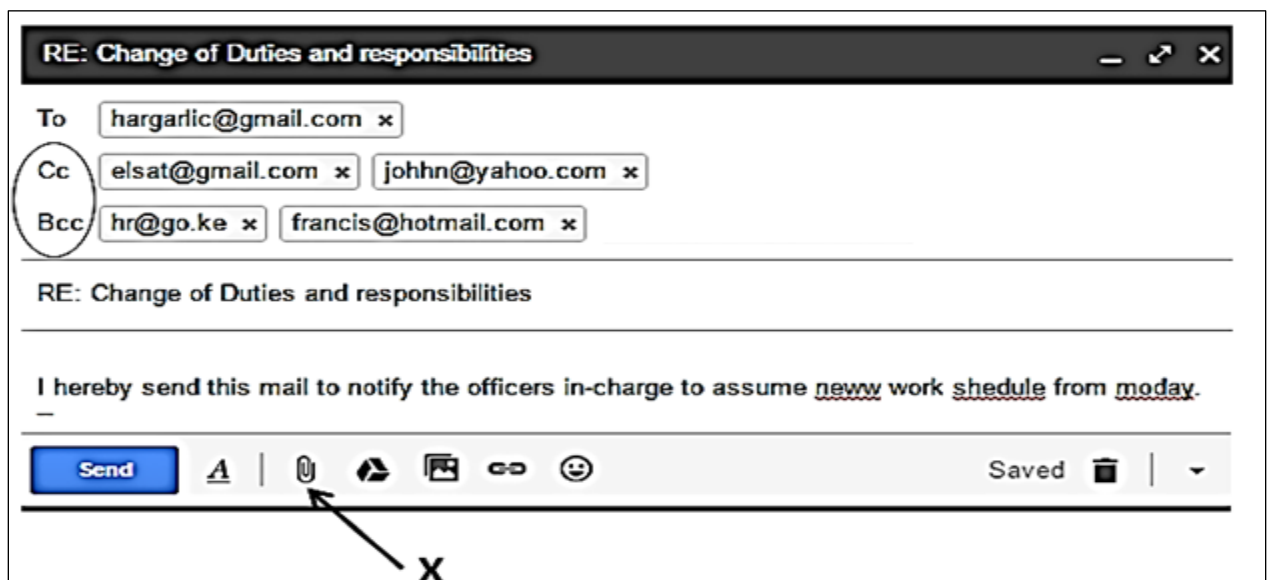 RE: Change of Duties and responsibilities
To hargarlic@gmail.com ×
Cc elsat@gmail.com × johhn@yahoo.com ×
Bcc hr@go.ke × francis@hotmail.com ×
RE: Change of Duties and responsibilities
I hereby send this mail to notify the officers in-charge to assume neww work shedule from moday.
Send A Saved
X